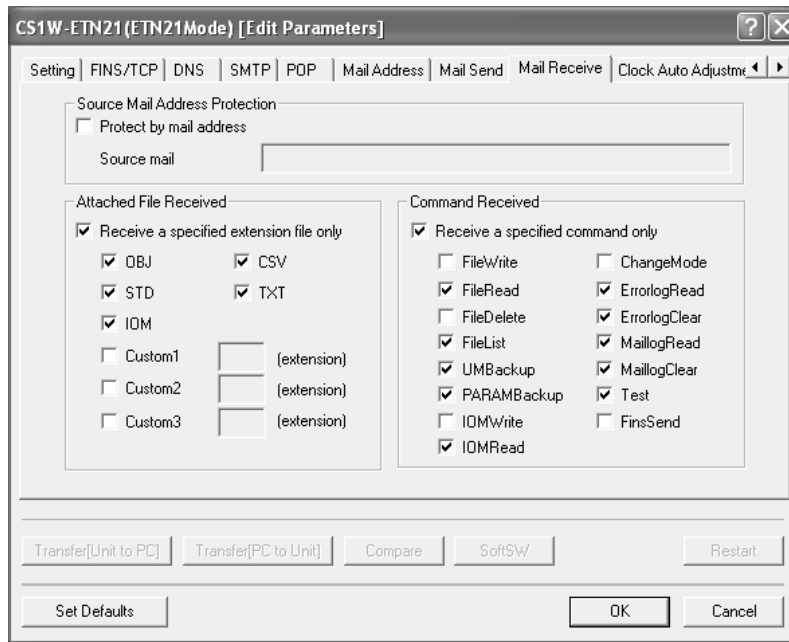 CS1W-ETN21(ETN21Mode) [Edit Parameters]
Setting FINS/TCP DNS SMTP POP Mail Address Mail Send Mail Receive Clock Auto Adjustme
Source Mail Address Protection
Protect by mail address
Source mail
Attached File Received
Receive a specified extension file only
OBJ CSV
STD TXT
IOM
Custom1 (extension)
Custom2 (extension)
Custom3 (extension)
Command Received
Receive a specified command only
FileWrite ChangeMode
FileRead ErrorlogRead
FileDelete ErrorlogClear
FileList MaillogRead
UMBackup MaillogClear
PARAMBackup Test
IOMWrite FinsSend
IOMRead
Transfer[Unit to PC] Transfer[PC to Unit] Compare SoftSW Restart
Set Defaults OK Cancel